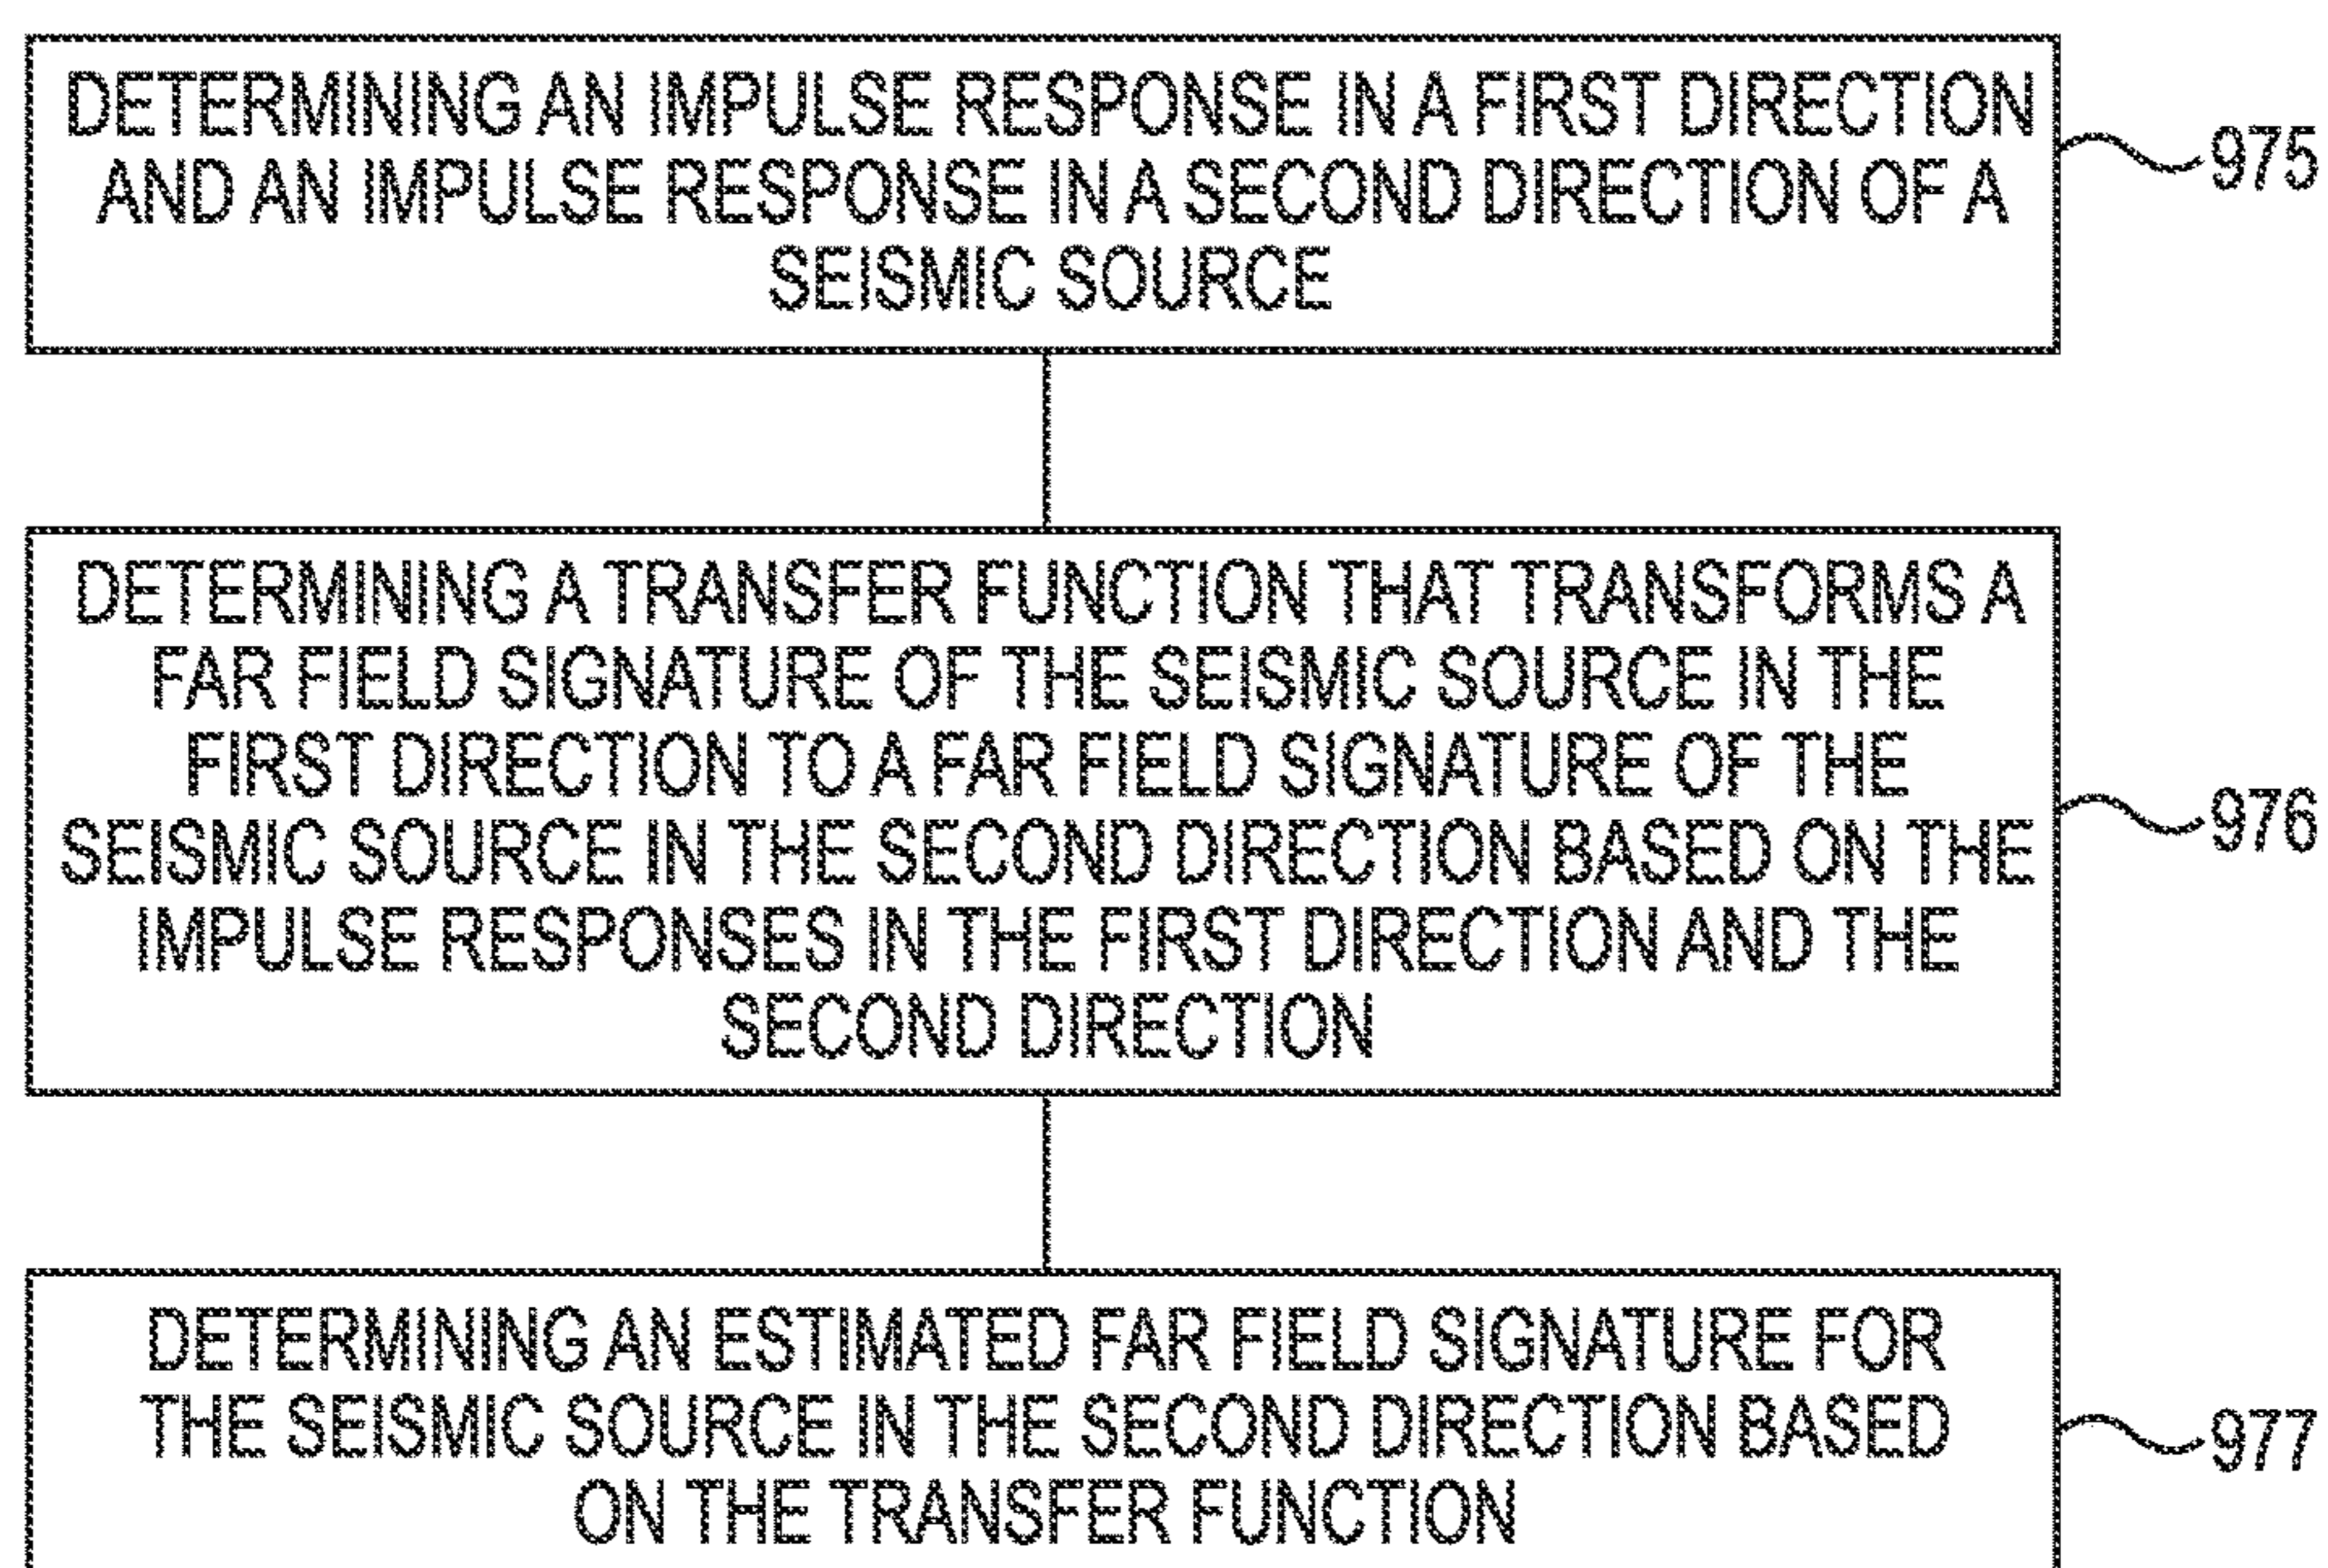 DETERMINING AN IMPULSE RESPONSE IN A FIRST DIRECTION
AND AN IMPULSE RESPONSE IN A SECOND DIRECTION OF A
SEISMIC SOURCE
975
DETERMINING A TRANSFER FUNCTION THAT TRANSFORMS A
FAR FIELD SIGNATURE OF THE SEISMIC SOURCE IN THE
FIRST DIRECTION TO A FAR FIELD SIGNATURE OF THE
SEISMIC SOURCE IN THE SECOND DIRECTION BASED ON THE
IMPULSE RESPONSES IN THE FIRST DIRECTION AND THE
SECOND DIRECTION
976
DETERMINING AN ESTIMATED FAR FIELD SIGNATURE FOR
THE SEISMIC SOURCE IN THE SECOND DIRECTION BASED
ON THE TRANSFER FUNCTION
977